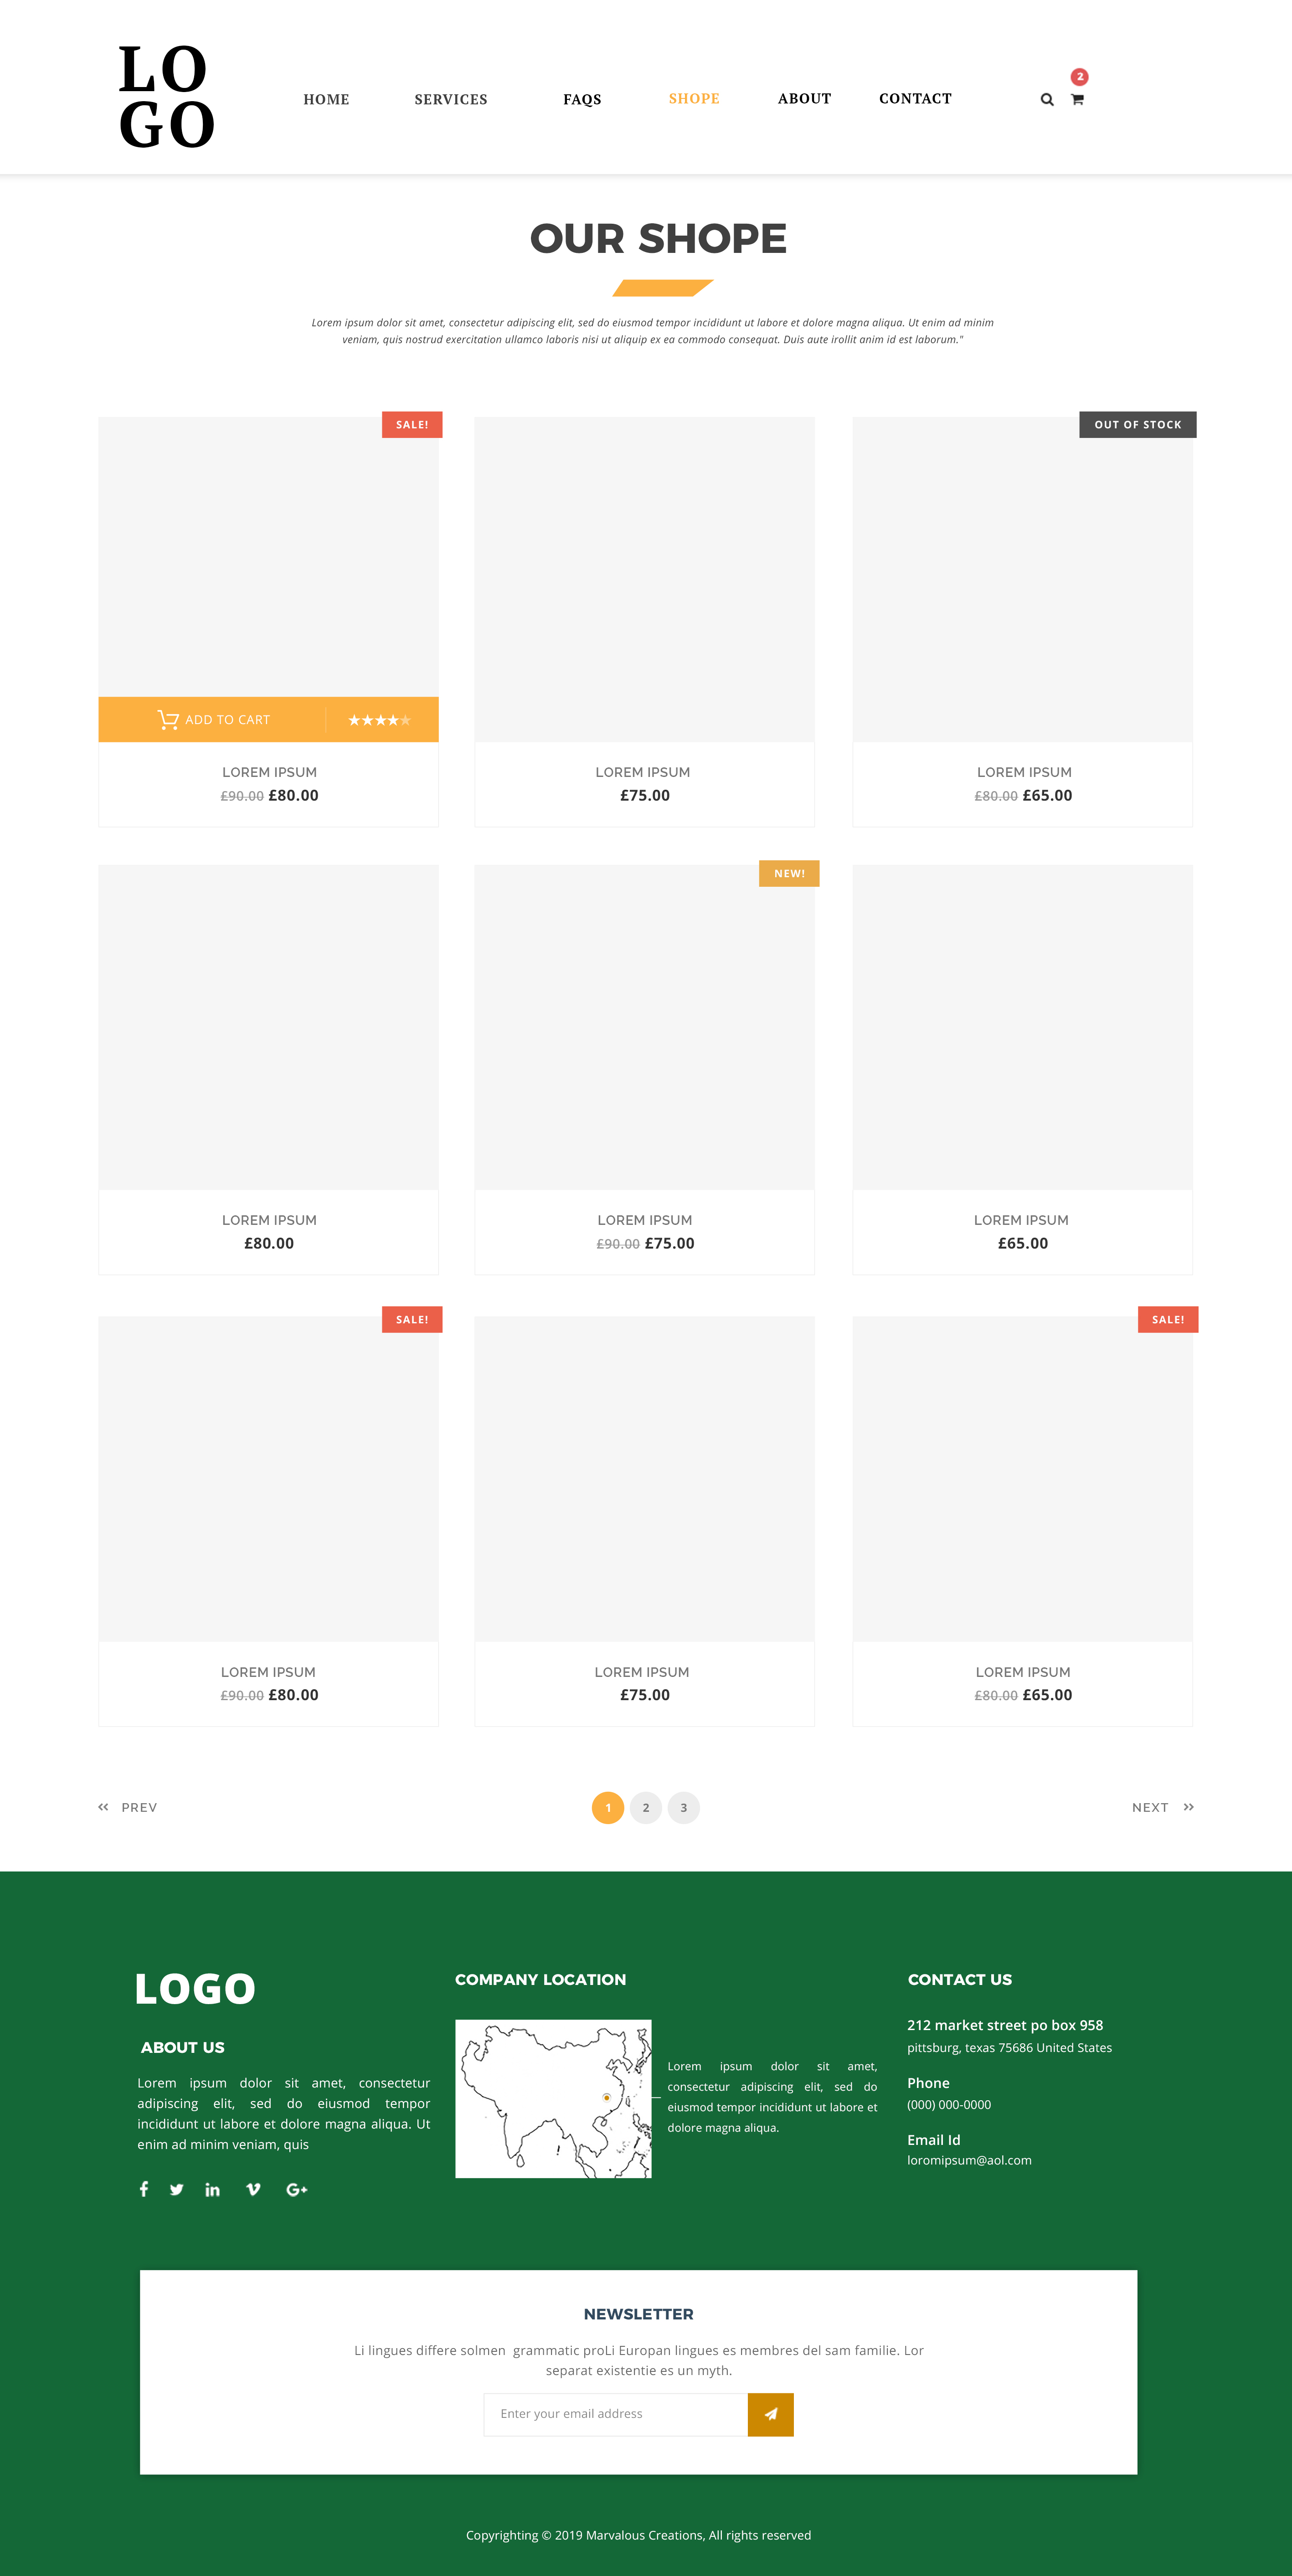 LO
GO
HOME SERVICES FAQS SHOPE ABOUT CONTACT 2
OUR SHOPE
Lorem ipsum dolor sit amet, consectetur adipiscing elit, sed do eiusmod tempor incididunt ut labore et dolore magna aliqua. Ut enim ad minim
veniam, quis nostrud exercitation ullamco laboris nisi ut aliquip ex ea commodo consequat. Duis aute irollit anim id est laborum."
SALE!
ADD TO CART
LOREM IPSUM
£90.00 £80.00
LOREM IPSUM
£75.00
OUT OF STOCK
LOREM IPSUM
£80.00 £65.00
LOREM IPSUM
£80.00
NEW!
LOREM IPSUM
£90.00 £75.00
LOREM IPSUM
£65.00
SALE!
LOREM IPSUM
£90.00 £80.00
LOREM IPSUM
£75.00
SALE!
LOREM IPSUM
£80.00 £65.00
« PREV 1 2 3 NEXT »
LOGO
ABOUT US
Lorem ipsum dolor sit amet, consectetur
adipiscing elit, sed do eiusmod tempor
incididunt ut labore et dolore magna aliqua. Ut
enim ad minim veniam, quis
f in v G+
COMPANY LOCATION
Lorem ipsum dolor sit amet,
consectetur adipiscing elit, sed do
eiusmod tempor incididunt ut labore et
dolore magna aliqua.
CONTACT US
212 market street po box 958
pittsburg, texas 75686 United States
Phone
(000) 000-0000
Email Id
loromipsum@aol.com
NEWSLETTER
Li lingues differe solmen grammatic proLi Europan lingues es membres del sam familie. Lor
separat existentie es un myth.
Enter your email address
Copyrighting © 2019 Marvalous Creations, All rights reserved